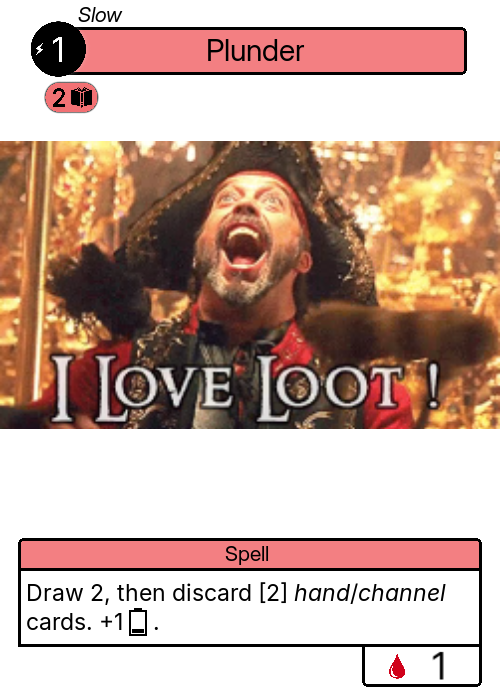 Slow
1
Plunder
2
I LOVE LOOT !
Spell
Draw 2, then discard [2] hand/channel
cards. +1 .
1